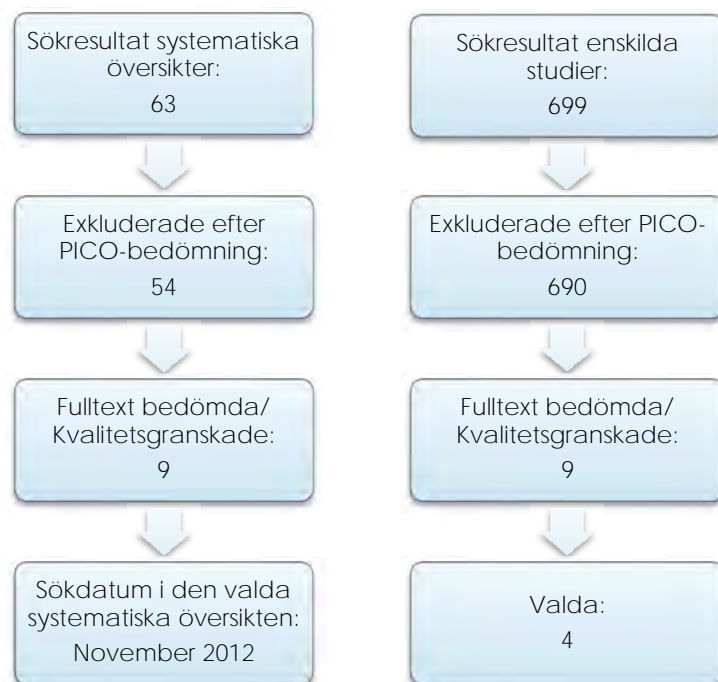 Sökresultat systematiska
översikter:
63
Exkluderade efter
PICO-bedömning:
54
Fulltext bedömda/
Kvalitetsgranskade:
9
Sökdatum i den valda
systematiska översikten:
November 2012
Sökresultat enskilda
studier:
699
Exkluderade efter PICO-
bedömning:
690
Fulltext bedömda/
Kvalitetsgranskade:
9
Valda:
4